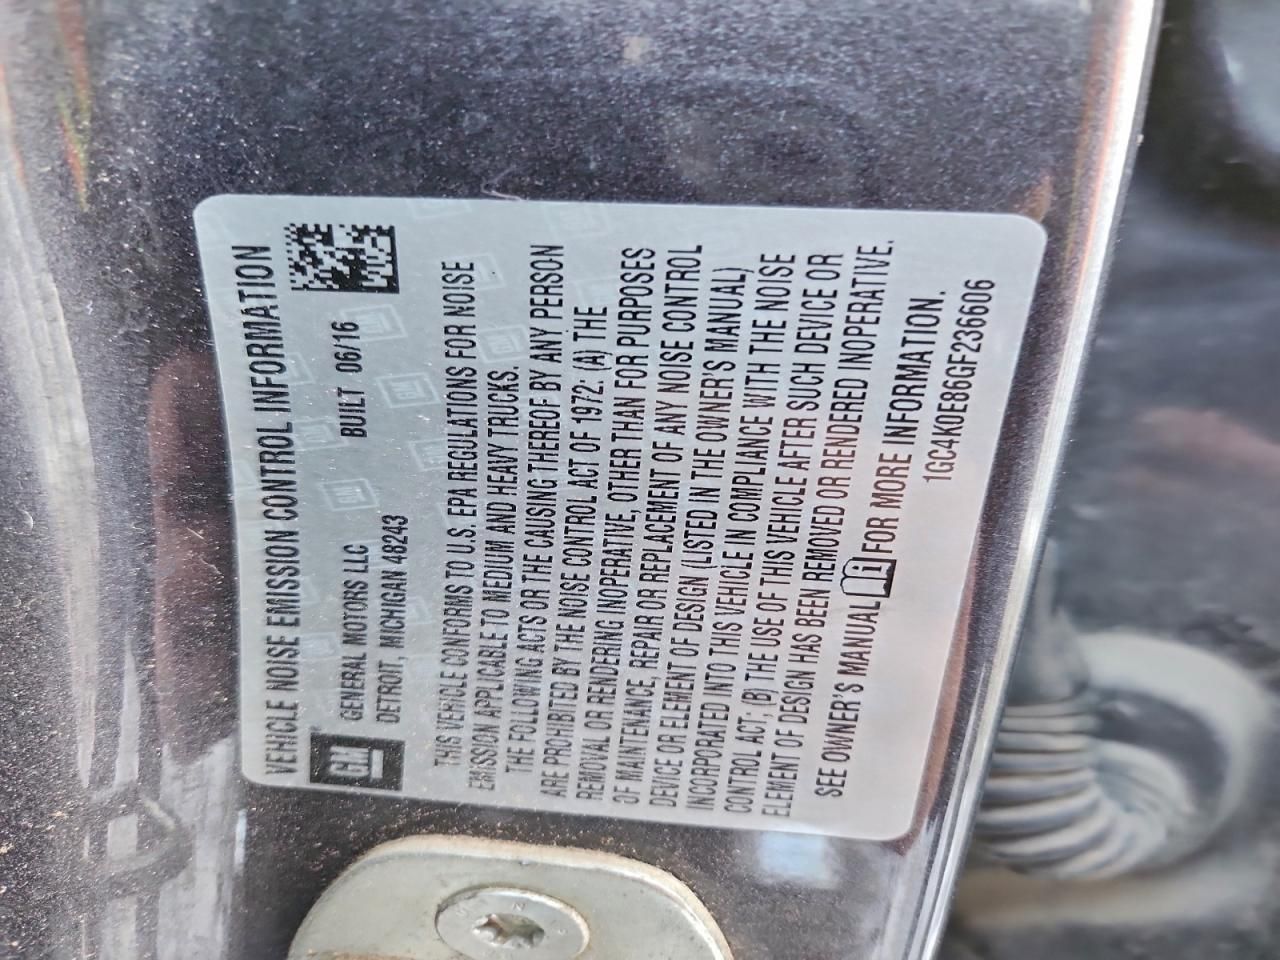 VEHICLE NOISE EMISSION CONTROL INFORMATION
GM
GENERAL MOTORS LLC
DETROIT, MICHIGAN 48243
BUILT 06/16
THIS VEHICLE CONFORMS TO U.S. EPA REGULATIONS FOR NOISE
EMISSION APPLICABLE TO MEDIUM AND HEAVY TRUCKS.
THE FOLLOWING ACTS OR THE CAUSING THEREOF BY ANY PERSON
ARE PROHIBITED BY THE NOISE CONTROL ACT OF 1972: (A) THE
REMOVAL OR RENDERING INOPERATIVE, OTHER THAN FOR PURPOSES
OF MAINTENANCE, REPAIR OR REPLACEMENT OF ANY NOISE CONTROL
DEVICE OR ELEMENT OF DESIGN (LISTED IN THE OWNER'S MANUAL)
INCORPORATED INTO THIS VEHICLE IN COMPLIANCE WITH THE NOISE
CONTROL ACT; (B) THE USE OF THIS VEHICLE AFTER SUCH DEVICE OR
ELEMENT OF DESIGN HAS BEEN REMOVED OR RENDERED INOPERATIVE.
SEE OWNER'S MANUAL FOR MORE INFORMATION.
1GC4K0E86GF236606